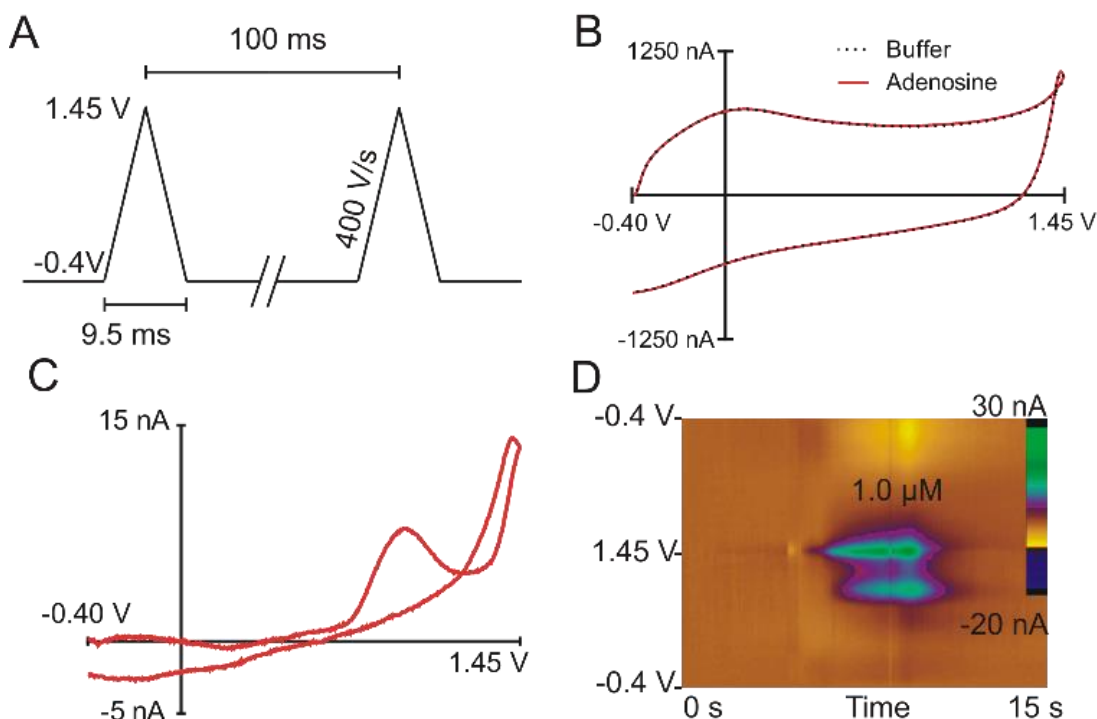 A
100 ms
1.45 V
400 V/s
-0.4V
9.5 ms
B
1250 nA
Buffer
Adenosine
-0.40 V
1.45 V
-1250 nA
C
15 nA
-0.40 V
1.45 V
-5 nA
D
-0.4 V
30 nA
1.0 µM
1.45 V
-20 nA
-0.4 V
0 s
Time
15 s